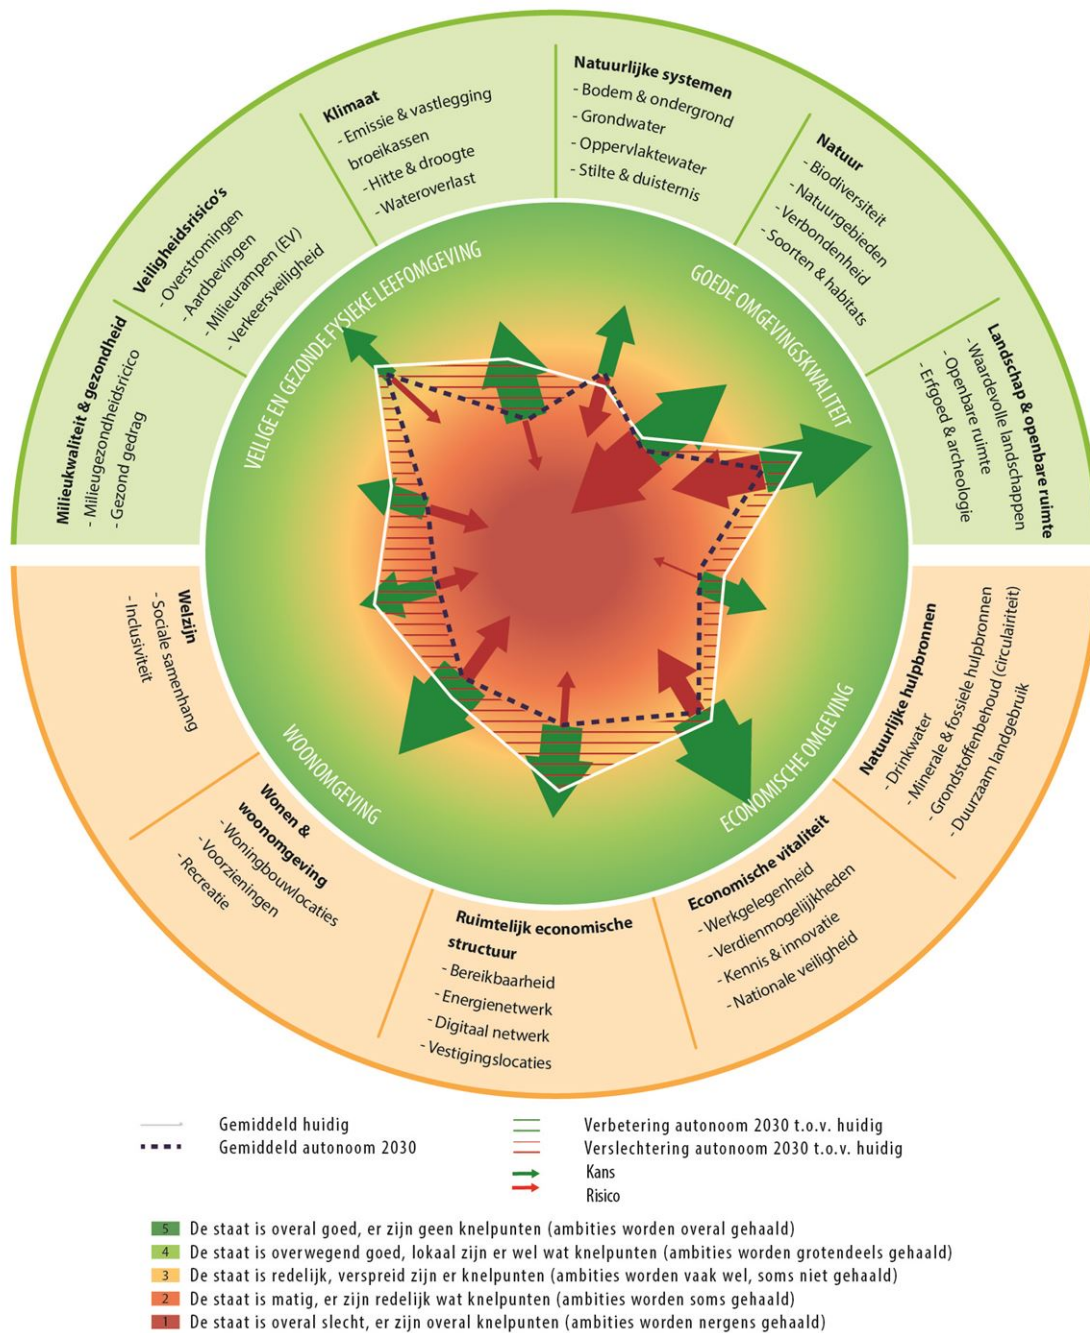 Milieukwaliteit & gezondheid
- Milieugezondheidsricico
- Gezond gedrag
Veiligheidsrisico's
- Overstromingen
- Aardbevingen
- Milieurampen (EV)
- Verkeersveiligheid
Klimaat
- Emissie & vastlegging
broeikassen
- Hitte & droogte
- Wateroverlast
Natuurlijke systemen
- Bodem & ondergrond
- Grondwater
- Oppervlaktewater
- Stilte & duisternis
Natuur
- Biodiversiteit
- Natuurgebieden
- Verbondenheid
- Soorten & habitats
Landschap & openbare ruimte
- Waardevolle landschappen
- Openbare ruimte
- Erfgoed & archeologie
VEILIGE EN GEZONDE FYSIEKE LEEFOMGEVING
GOEDE OMGEVINGSKWALITEIT
WOONOMGEVING
ECONOMISCHE OMGEVING
Welzijn
- Sociale samenhang
- Inclusiviteit
Wonen &
woonomgeving
- Woningbouwlocaties
- Voorzieningen
- Recreatie
Ruimtelijk economische
structuur
- Bereikbaarheid
- Energienetwerk
- Digitaal netwerk
- Vestigingslocaties
Economische vitaliteit
- Werkgelegenheid
- Verdienmogelijkheden
- Kennis & innovatie
- Nationale veiligheid
Natuurlijke hulpbronnen
- Drinkwater
- Minerale & fossiele hulpbronnen
- Grondstoffenbehoud (circulairiteit)
- Duurzaam landgebruik
Gemiddeld huidig
Gemiddeld autonoom 2030
Verbetering autonoom 2030 t.o.v. huidig
Verslechtering autonoom 2030 t.o.v. huidig
Kans
Risico
5 De staat is overal goed, er zijn geen knelpunten (ambities worden overal gehaald)
4 De staat is overwegend goed, lokaal zijn er wel wat knelpunten (ambities worden grotendeels gehaald)
3 De staat is redelijk, verspreid zijn er knelpunten (ambities worden vaak wel, soms niet gehaald)
2 De staat is matig, er zijn redelijk wat knelpunten (ambities worden soms gehaald)
1 De staat is overal slecht, er zijn overal knelpunten (ambities worden nergens gehaald)